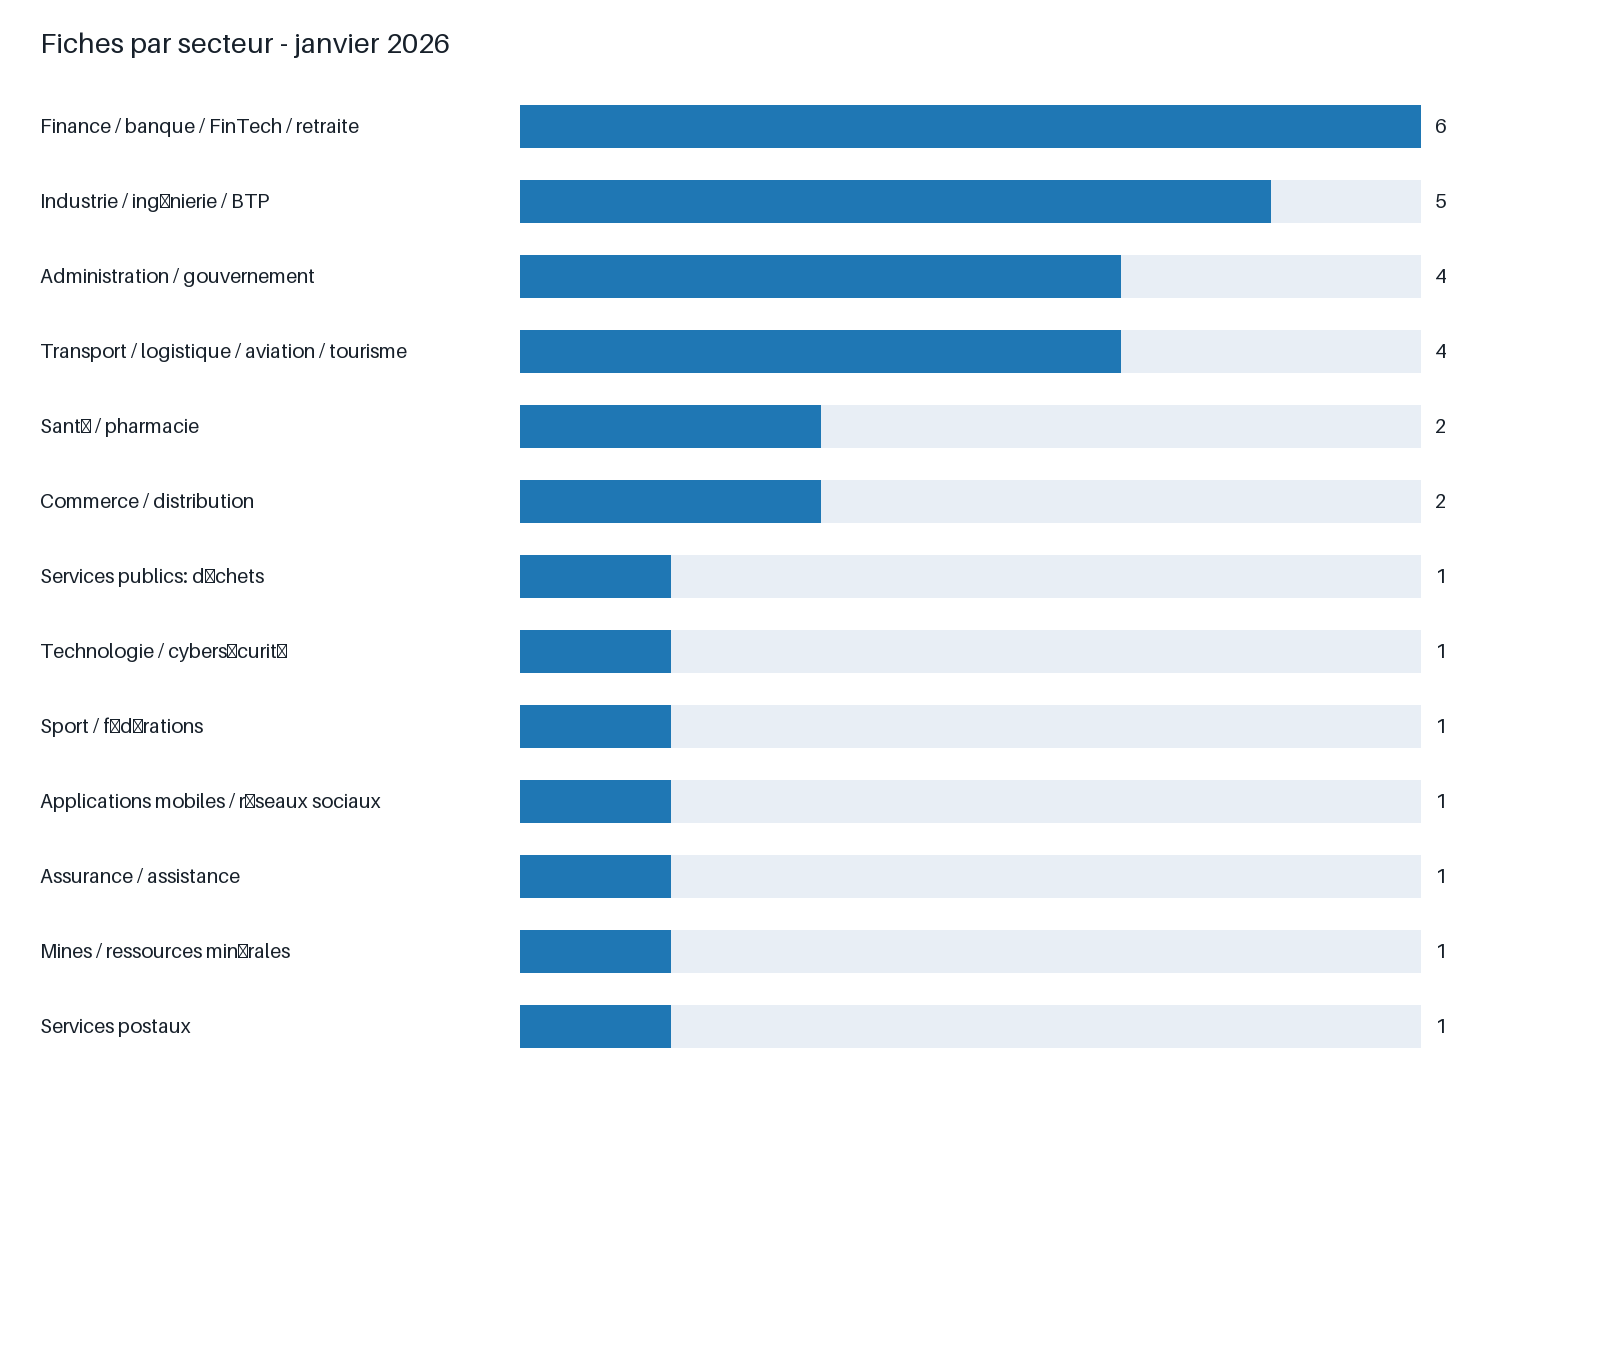 Fiches par secteur - janvier 2026
Finance / banque / FinTech / retraite 6
Industrie / ing☒nierie / BTP 5
Administration / gouvernement 4
Transport / logistique / aviation / tourisme 4
Sant☒ / pharmacie 2
Commerce / distribution 2
Services publics: d☒chets 1
Technologie / cybers☒curit☒ 1
Sport / f☒d☒rations 1
Applications mobiles / r☒seaux sociaux 1
Assurance / assistance 1
Mines / ressources min☒rales 1
Services postaux 1